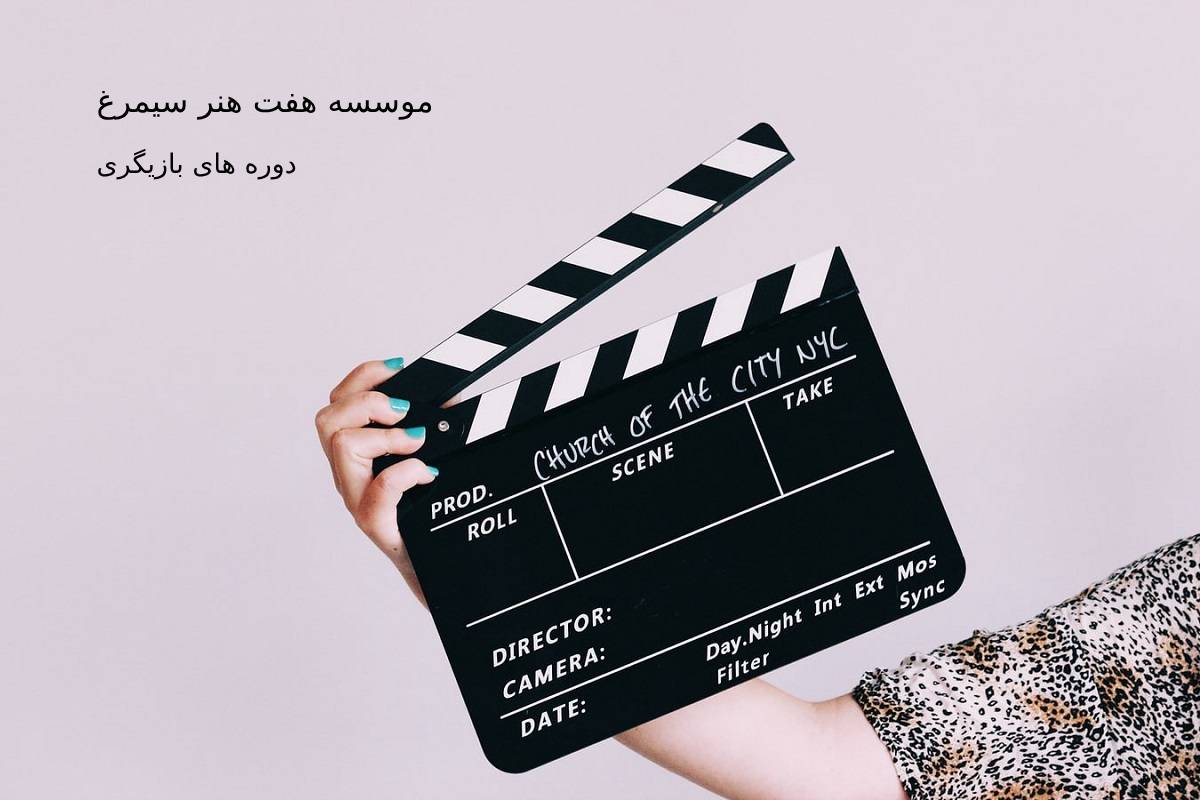 موسسه هفت هنر سیمرغ
دوره های بازیگری
PROD. CHURCH OF THE CITY NYC
ROLL SCENE TAKE
DIRECTOR:
CAMERA:
Day.Night Int Ext Mos
DATE: Filter Sync